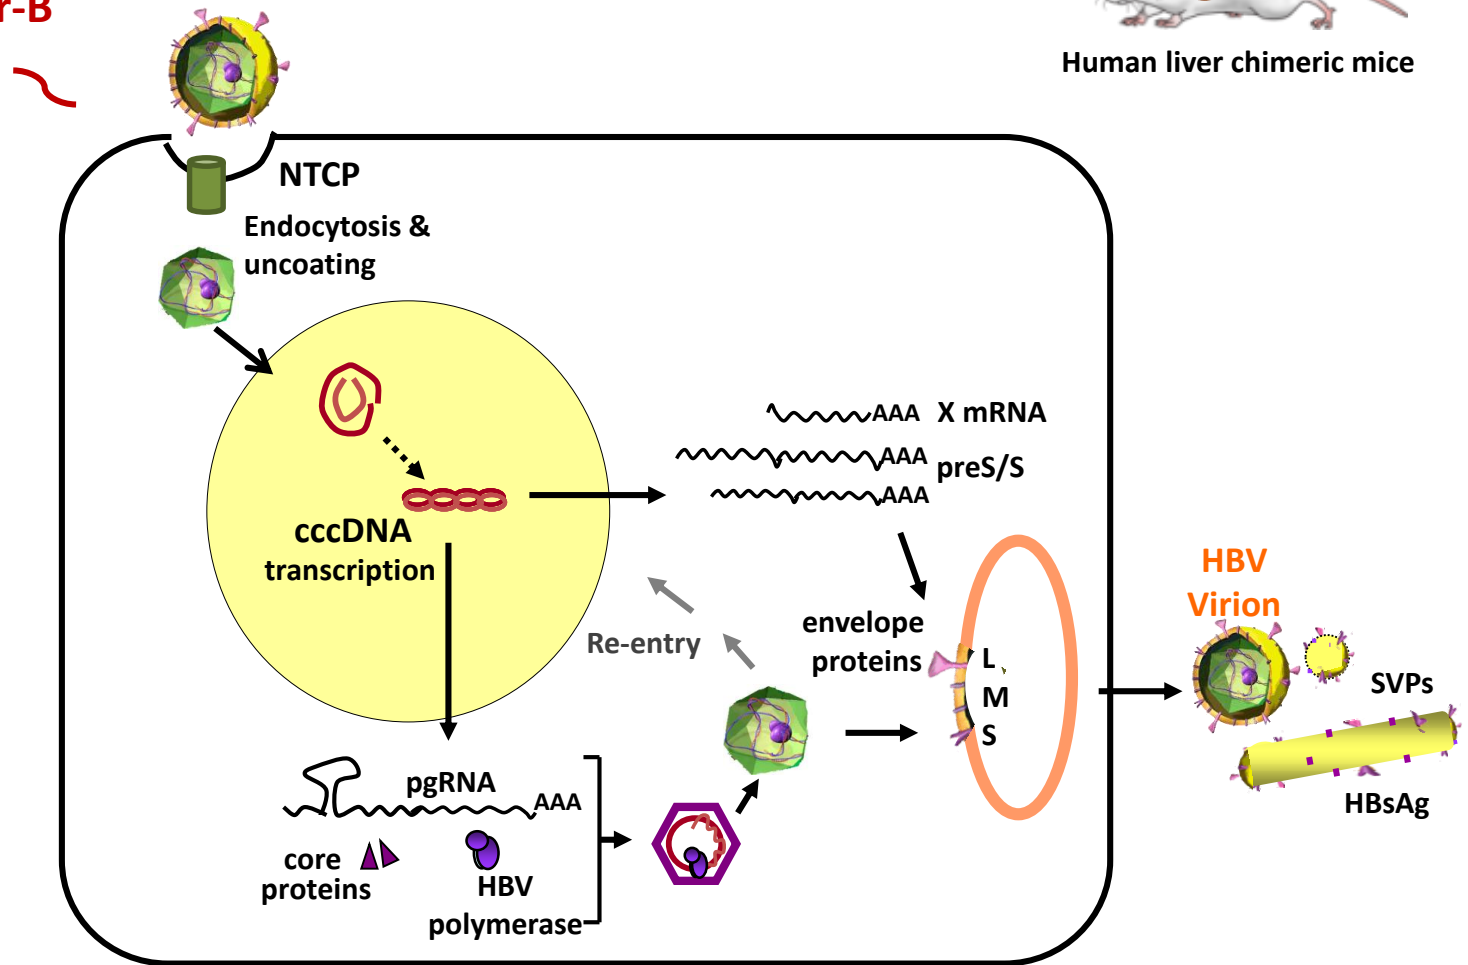 r-B
Human liver chimeric mice
NTCP
Endocytosis &
uncoating
AAA X mRNA
AAA
preS/S
AAA
cccDNA
transcription
HBV
Virion
envelope
proteins
Re-entry
L
M
S
SVPs
HBsAg
pgRNA
AAA
core
proteins
HBV
polymerase